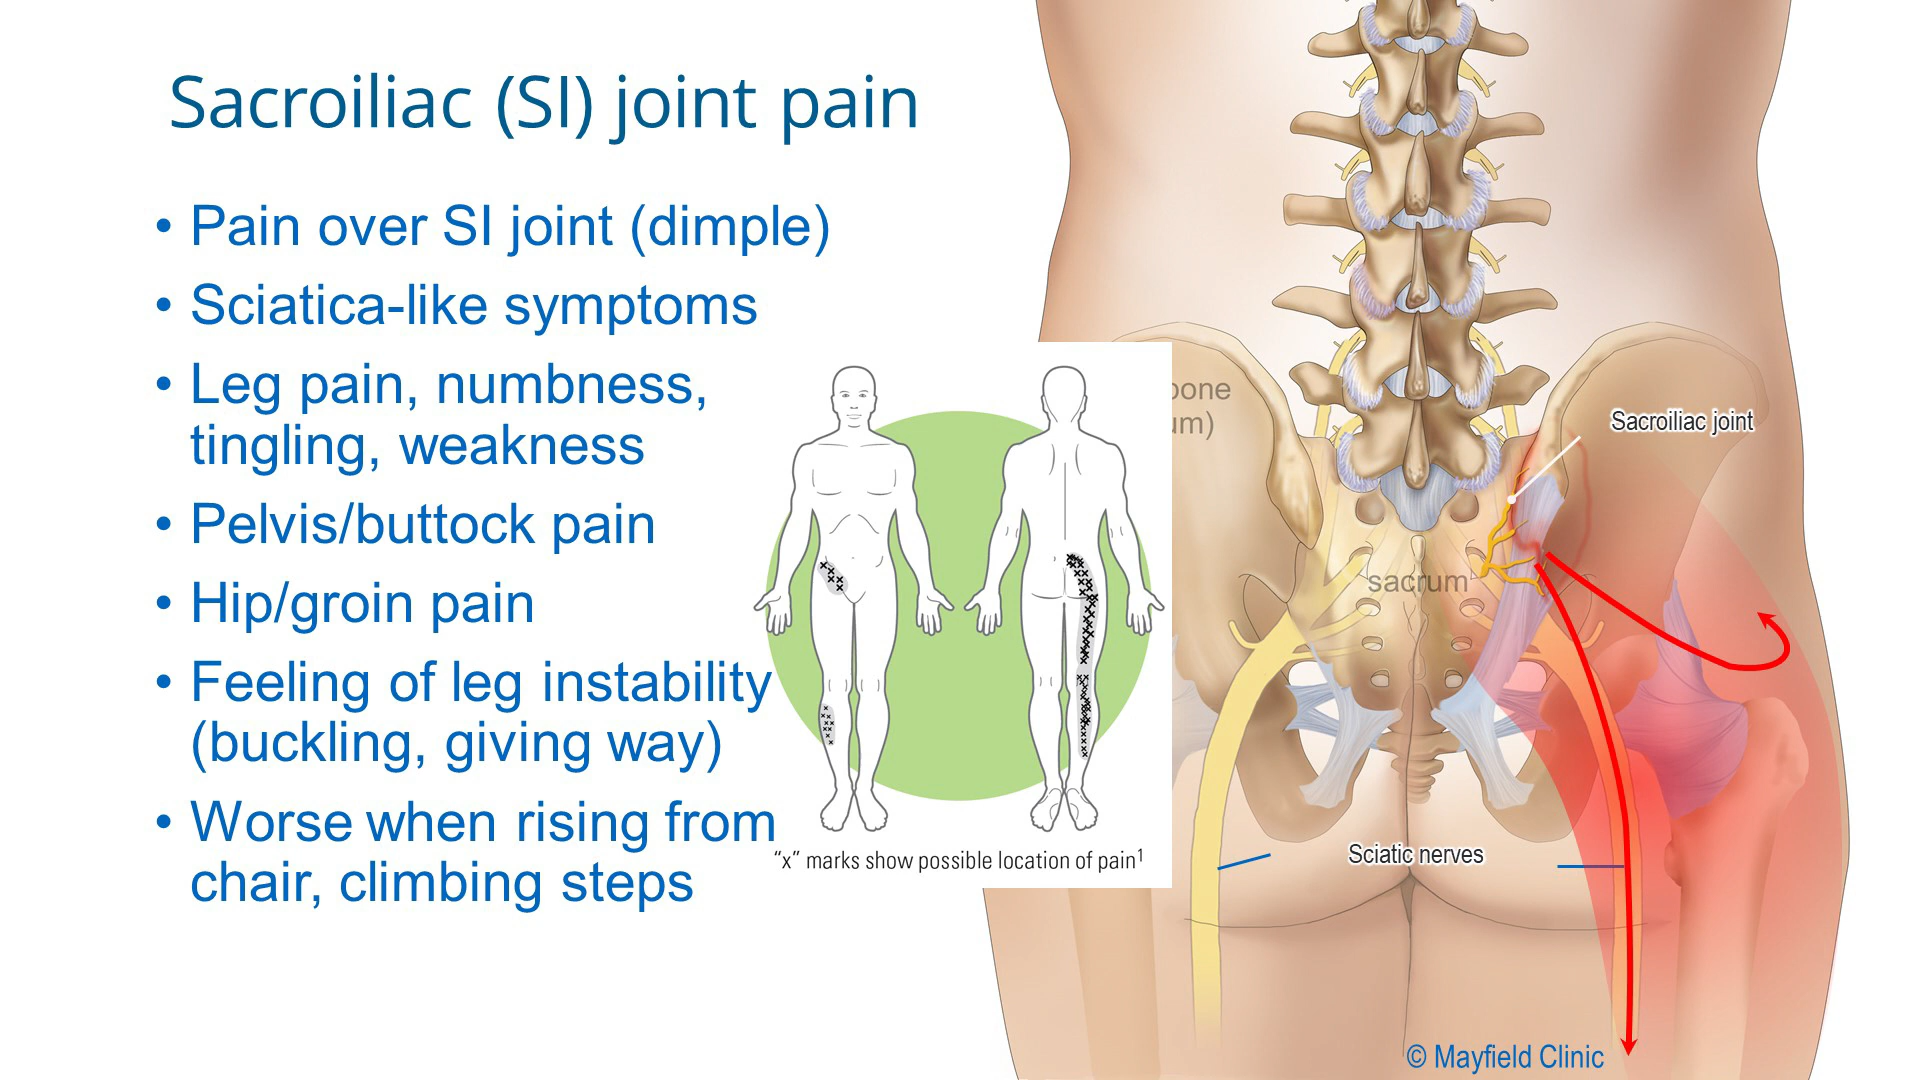 Sacroiliac (SI) joint pain
• Pain over SI joint (dimple)
• Sciatica-like symptoms
• Leg pain, numbness,
tingling, weakness
• Pelvis/buttock pain
• Hip/groin pain
• Feeling of leg instability
(buckling, giving way)
• Worse when rising from
chair, climbing steps
"x" marks show possible location of pain1
bone
um)
Sacroiliac joint
sacrum
Sciatic nerves
© Mayfield Clinic